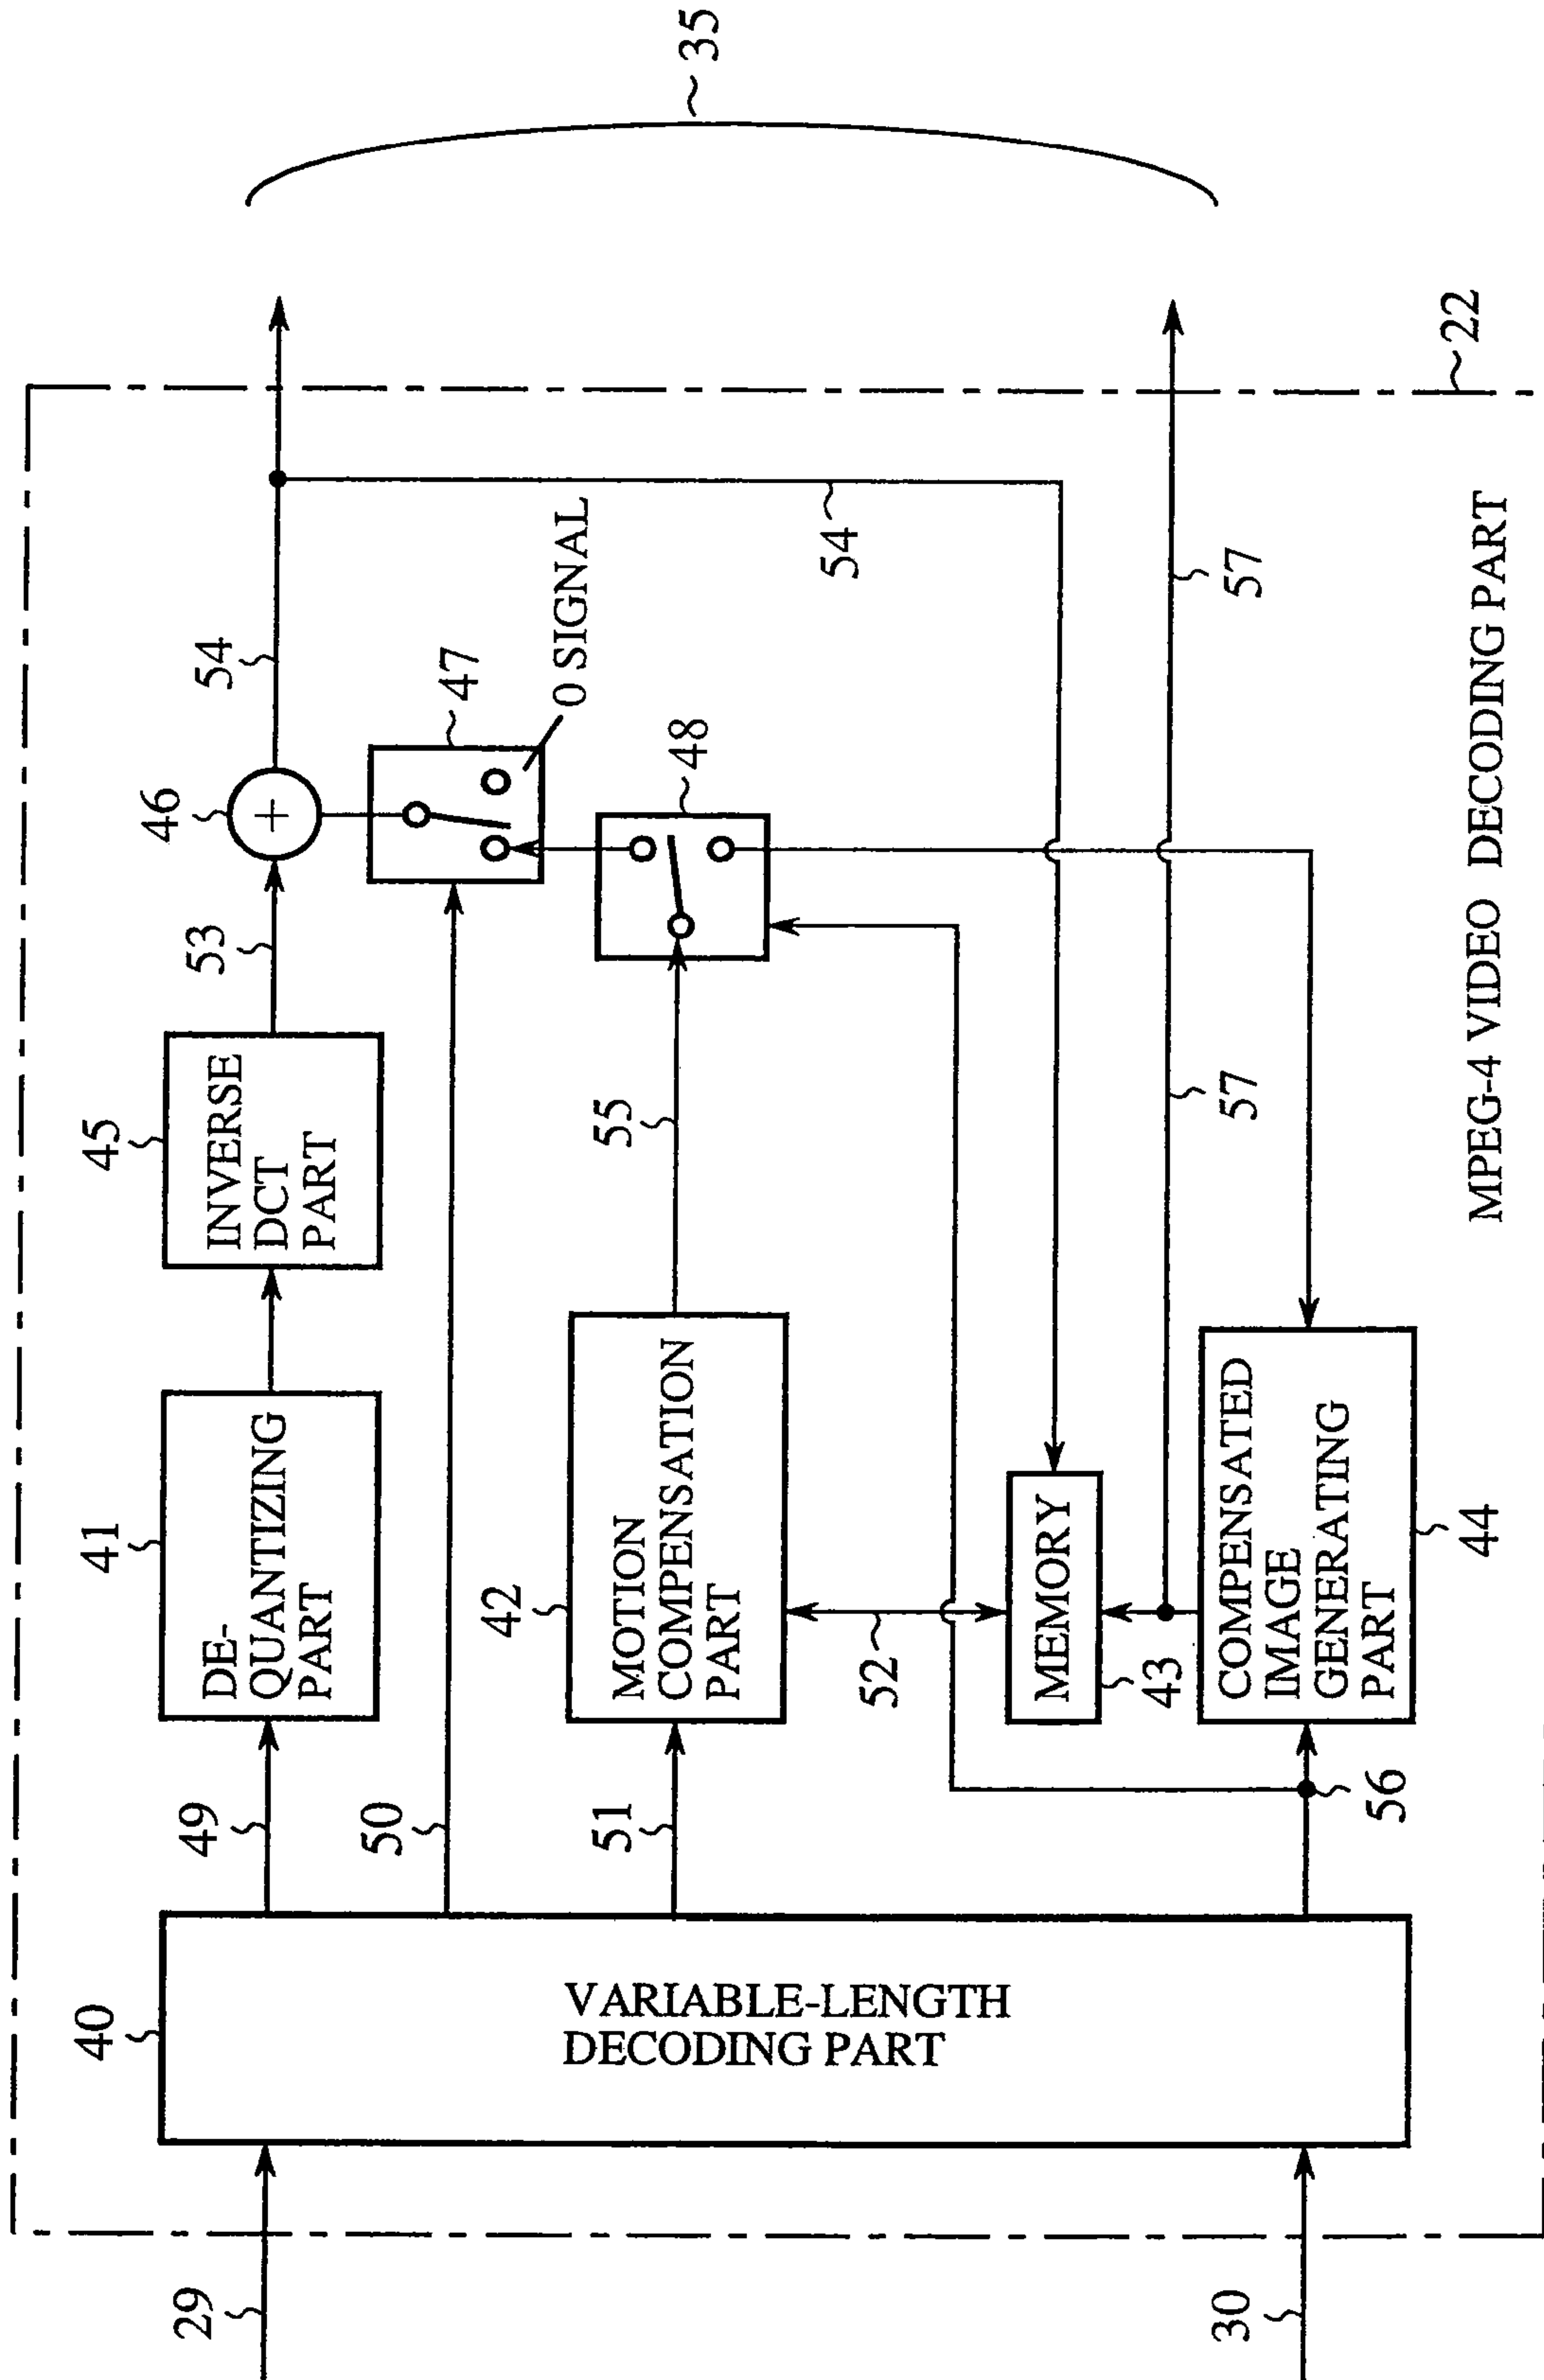 29
30
40
VARIABLE-LENGTH
DECODING PART
49
50
51
56
41
DE-
QUANTIZING
PART
42
MOTION
COMPENSATION
PART
52
MEMORY
43
COMPENSATED
IMAGE
GENERATING
PART
44
45
INVERSE
DCT
PART
55
57
53
46
+
47
0 SIGNAL
48
54
54
57
MPEG-4 VIDEO DECODING PART
22
35